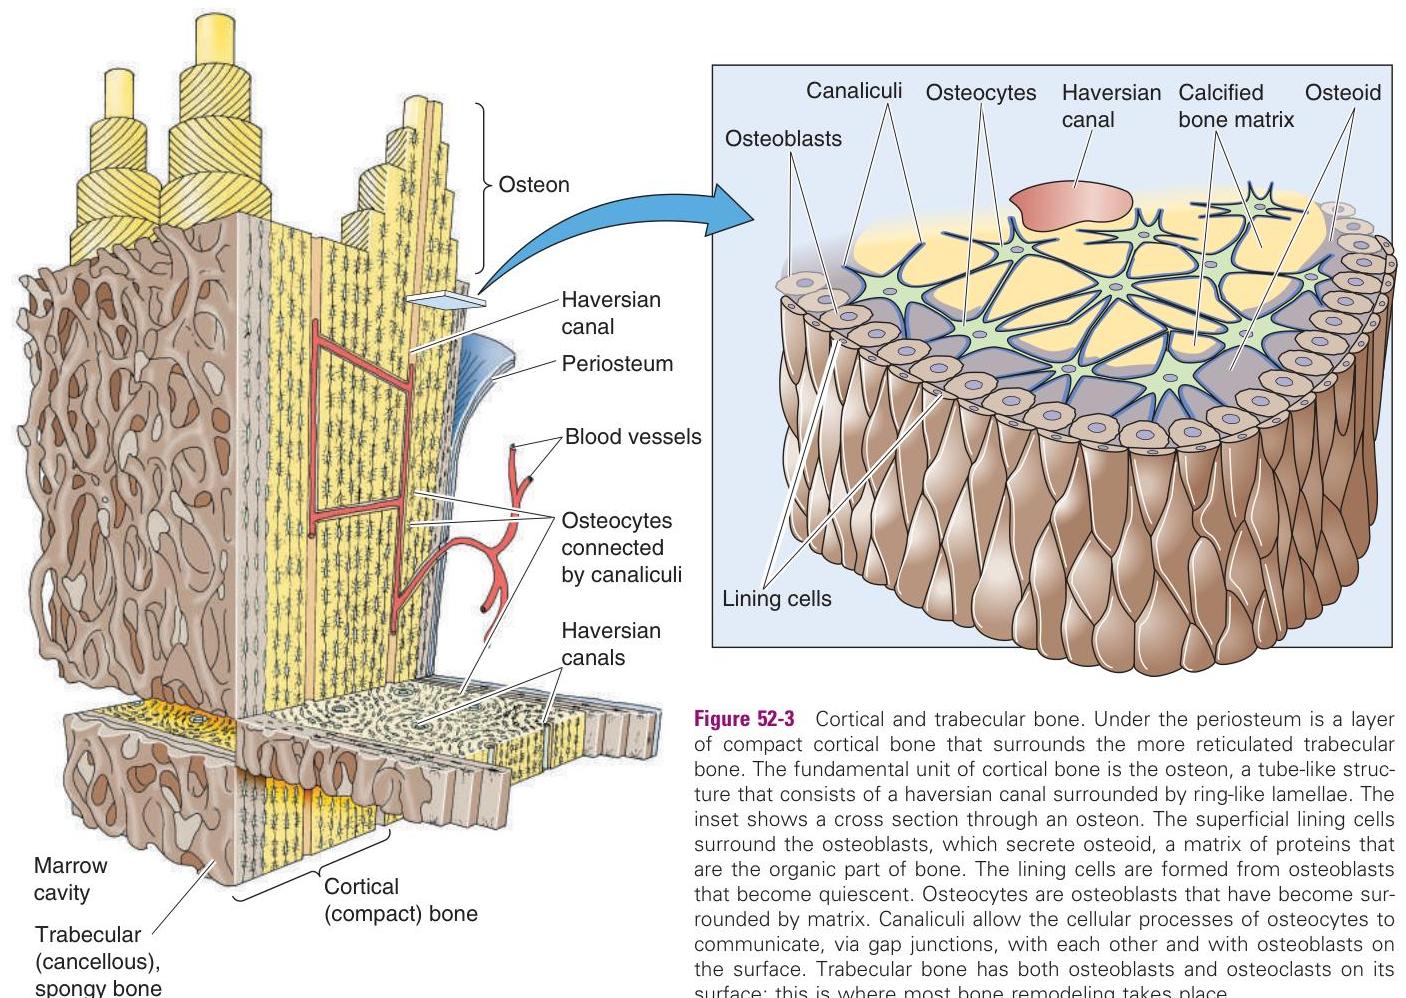 Osteon
Haversian
canal
Periosteum
Blood vessels
Osteocytes
connected
by canaliculi
Haversian
canals
Marrow
cavity
Trabecular
(cancellous),
spongy bone
Cortical
(compact) bone
Canaliculi
Osteocytes
Haversian
canal
Calcified
bone matrix
Osteoid
Osteoblasts
Lining cells
Figure 52-3 Cortical and trabecular bone. Under the periosteum is a layer
of compact cortical bone that surrounds the more reticulated trabecular
bone. The fundamental unit of cortical bone is the osteon, a tube-like struc-
ture that consists of a haversian canal surrounded by ring-like lamellae. The
inset shows a cross section through an osteon. The superficial lining cells
surround the osteoblasts, which secrete osteoid, a matrix of proteins that
are the organic part of bone. The lining cells are formed from osteoblasts
that become quiescent. Osteocytes are osteoblasts that have become sur-
rounded by matrix. Canaliculi allow the cellular processes of osteocytes to
communicate, via gap junctions, with each other and with osteoblasts on
the surface. Trabecular bone has both osteoblasts and osteoclasts on its
surface; this is where most bone remodeling takes place.